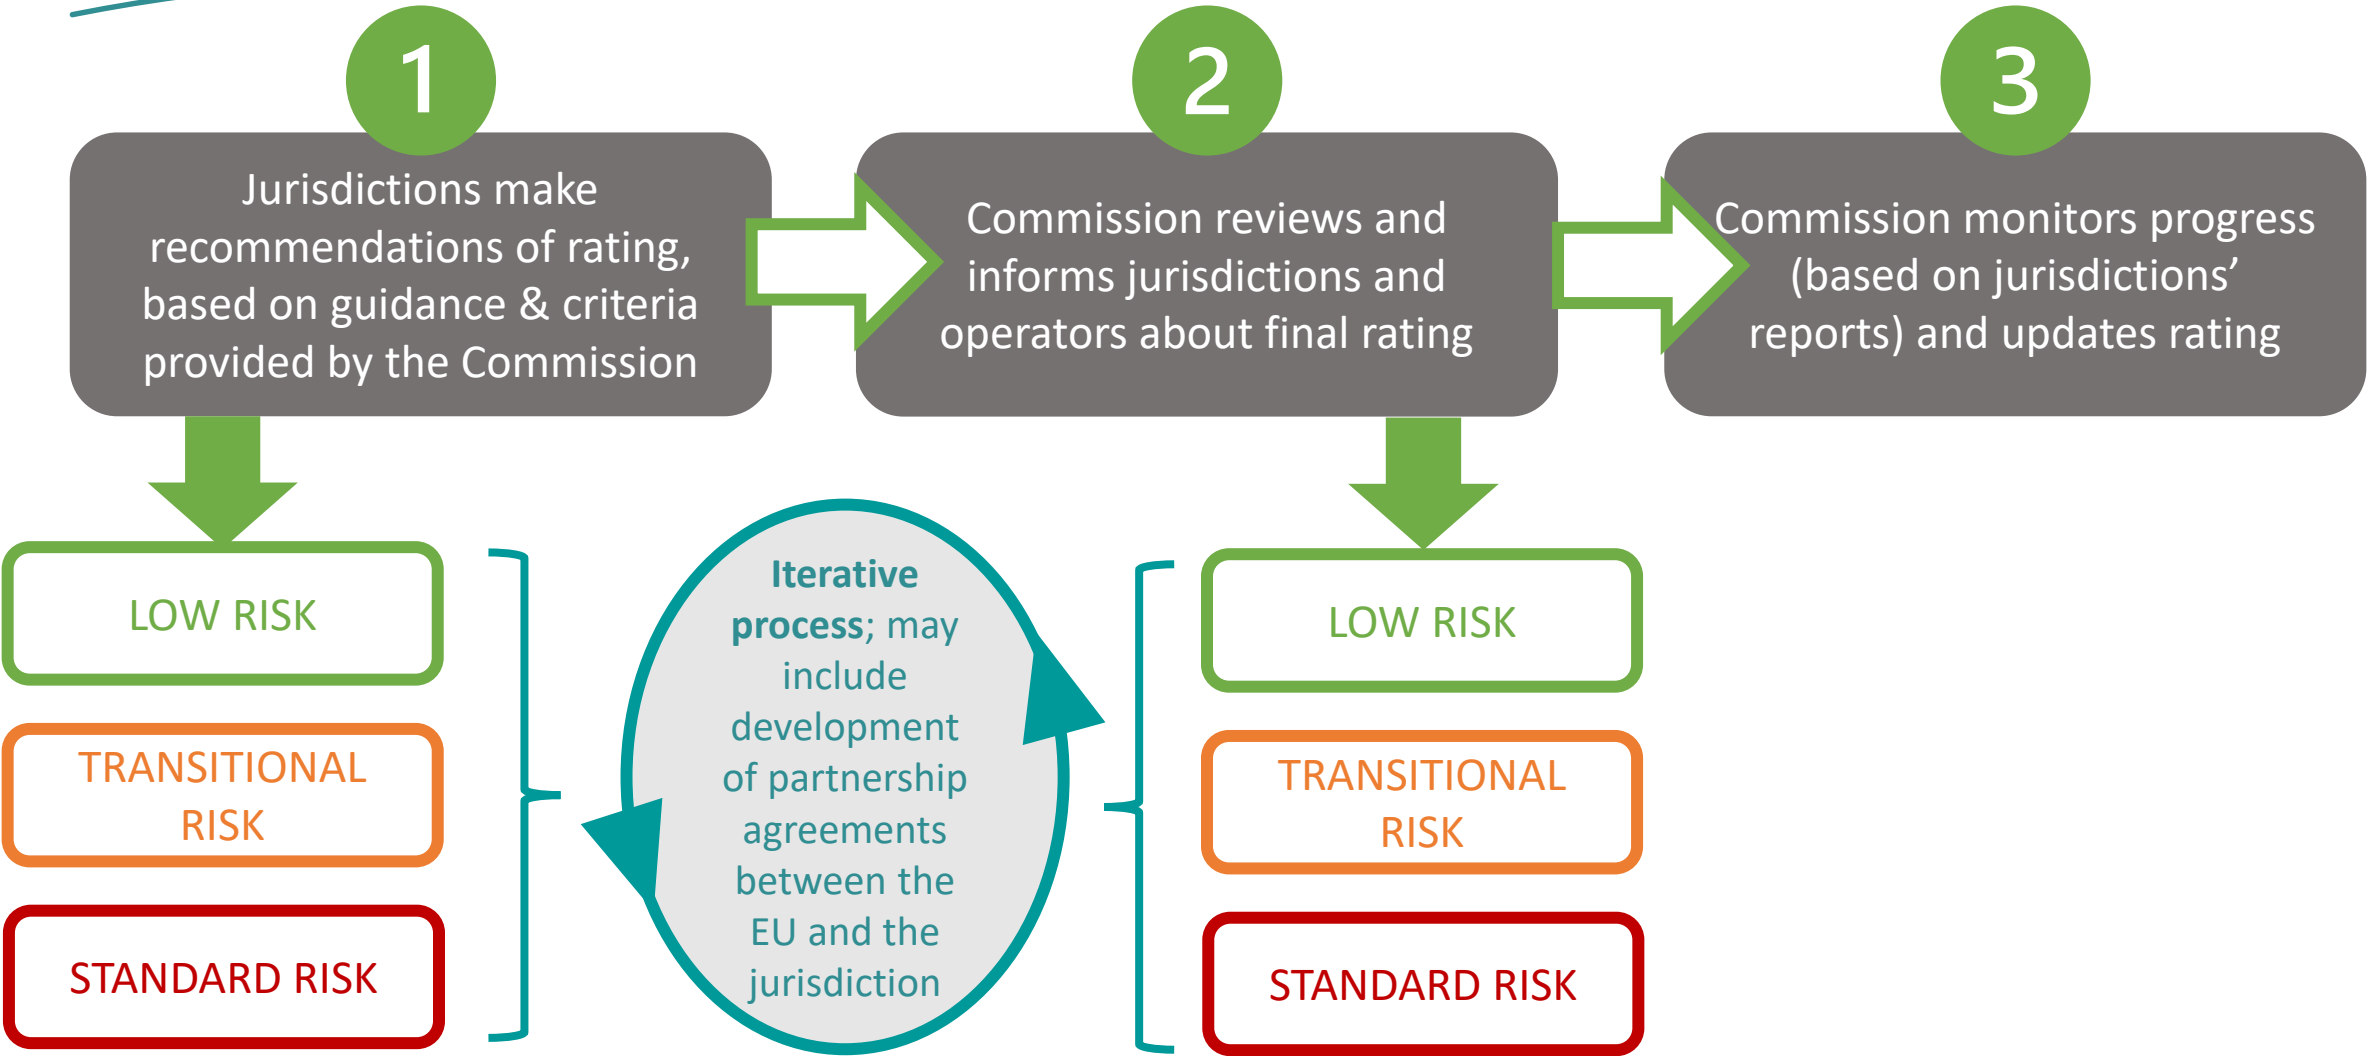 1
Jurisdictions make
recommendations of rating,
based on guidance & criteria
provided by the Commission
2
Commission reviews and
informs jurisdictions and
operators about final rating
3
Commission monitors progress
(based on jurisdictions’
reports) and updates rating
LOW RISK
TRANSITIONAL
RISK
STANDARD RISK
Iterative
process; may
include
development
of partnership
agreements
between the
EU and the
jurisdiction
LOW RISK
TRANSITIONAL
RISK
STANDARD RISK